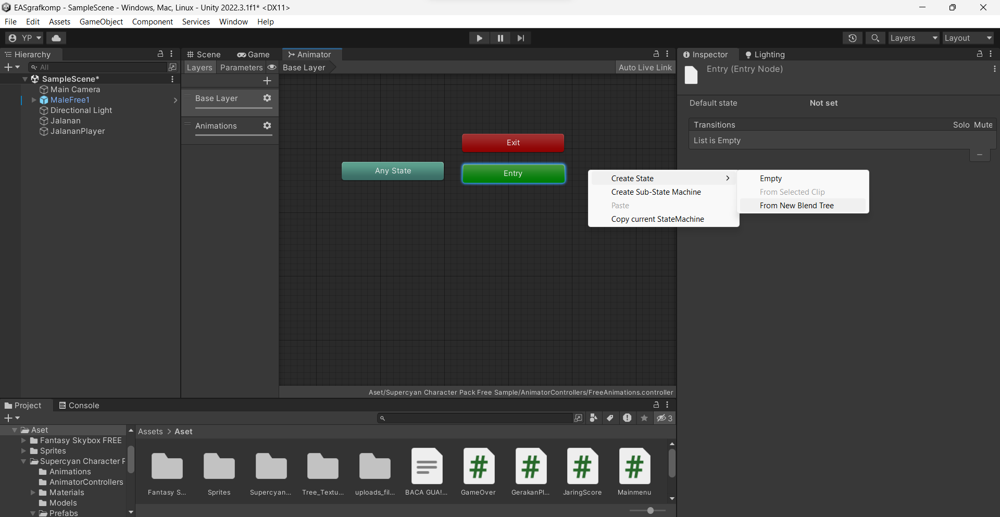 EASgrafkomp - SampleScene - Windows, Mac, Linux - Unity 2022.3.1f1* <DX11>
File Edit Assets GameObject Component Services Window Help
YP Layers Layout
Hierarchy
All
SampleScene*
Main Camera
MaleFree1
Directional Light
Jalanan
JalananPlayer
Scene Game Animator
Layers Parameters Base Layer Auto Live Link
Base Layer
Animations
Exit
Any State
Entry
Create State
Create Sub-State Machine
Paste
Copy current StateMachine
Empty
From Selected Clip
From New Blend Tree
Aset/Supercyan Character Pack Free Sample/AnimatorControllers/FreeAnimations.controller
Inspector Lighting
Entry (Entry Node)
Default state Not set
Transitions Solo Mute
List is Empty
Project Console
3
Aset
Fantasy Skybox FREE
Sprites
Supercyan Character F
Animations
AnimatorControllers
Materials
Models
Prefabs
Assets > Aset
Fantasy S...
Sprites
Supercyan...
Tree_Textu...
uploads_fil...
BACA GUA!...
GameOver
GerakanPl...
JaringScore
Mainmenu